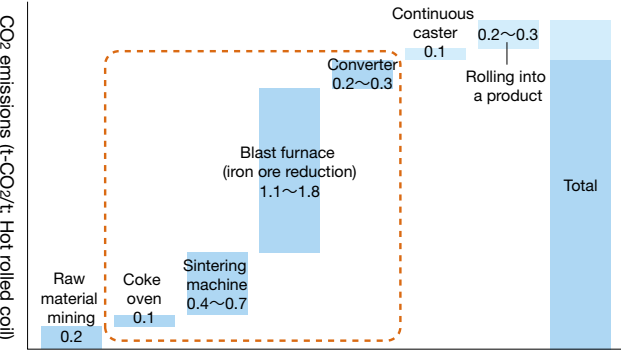 CO2 emissions (t-CO2/t: Hot rolled coil)
Raw
material
mining
0.2
Coke
oven
0.1
Sintering
machine
0.4～0.7
Blast furnace
(iron ore reduction)
1.1～1.8
Converter
0.2～0.3
Continuous
caster
0.1
0.2～0.3
Rolling into
a product
Total